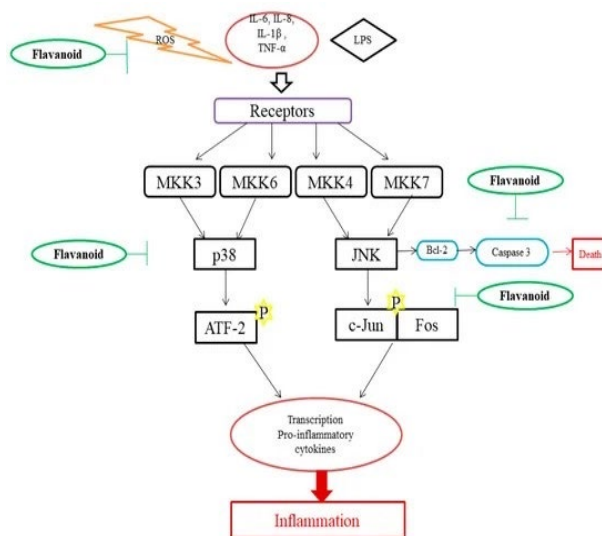 IL-6, IL-8,
IL-1β ,
TNF-α
ROS
LPS
Flavanoid
Receptors
MKK3
MKK6
MKK4
MKK7
Flavanoid
Flavanoid
p38
JNK
Bcl-2
Caspase 3
Death
P
P
Flavanoid
ATF-2
c-Jun
Fos
Transcription
Pro-inflammatory
cytokines
Inflammation